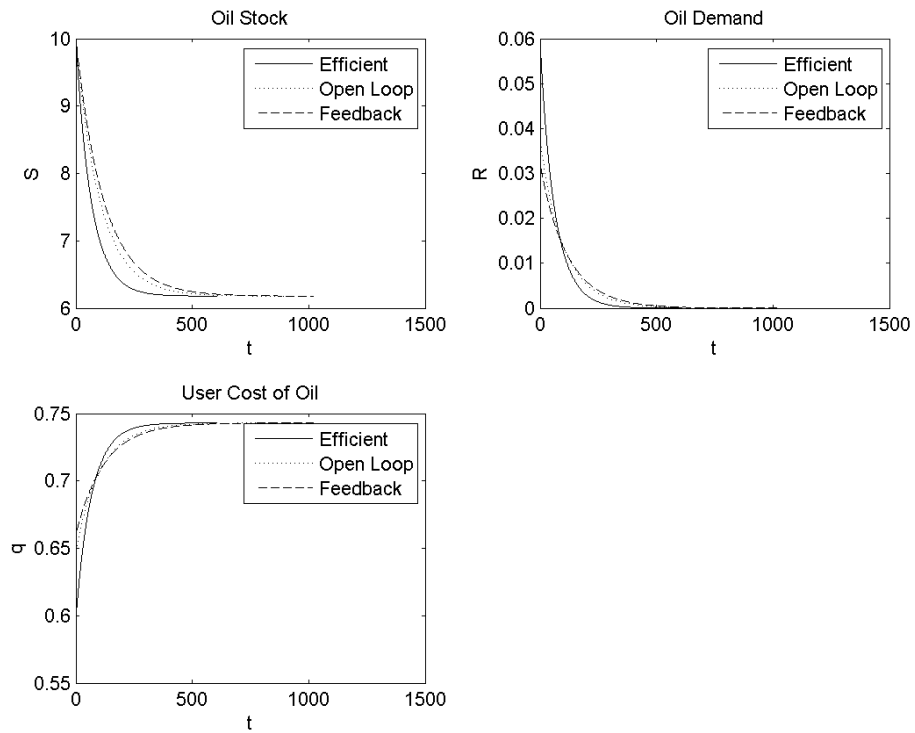 Oil Stock
10
9
8
7
6
S
0
500
1000
1500
t
Efficient
Open Loop
Feedback
Oil Demand
0.06
0.05
0.04
0.03
0.02
0.01
0
R
0
500
1000
1500
t
Efficient
Open Loop
Feedback
User Cost of Oil
0.75
0.7
0.65
0.6
0.55
q
0
500
1000
1500
t
Efficient
Open Loop
Feedback